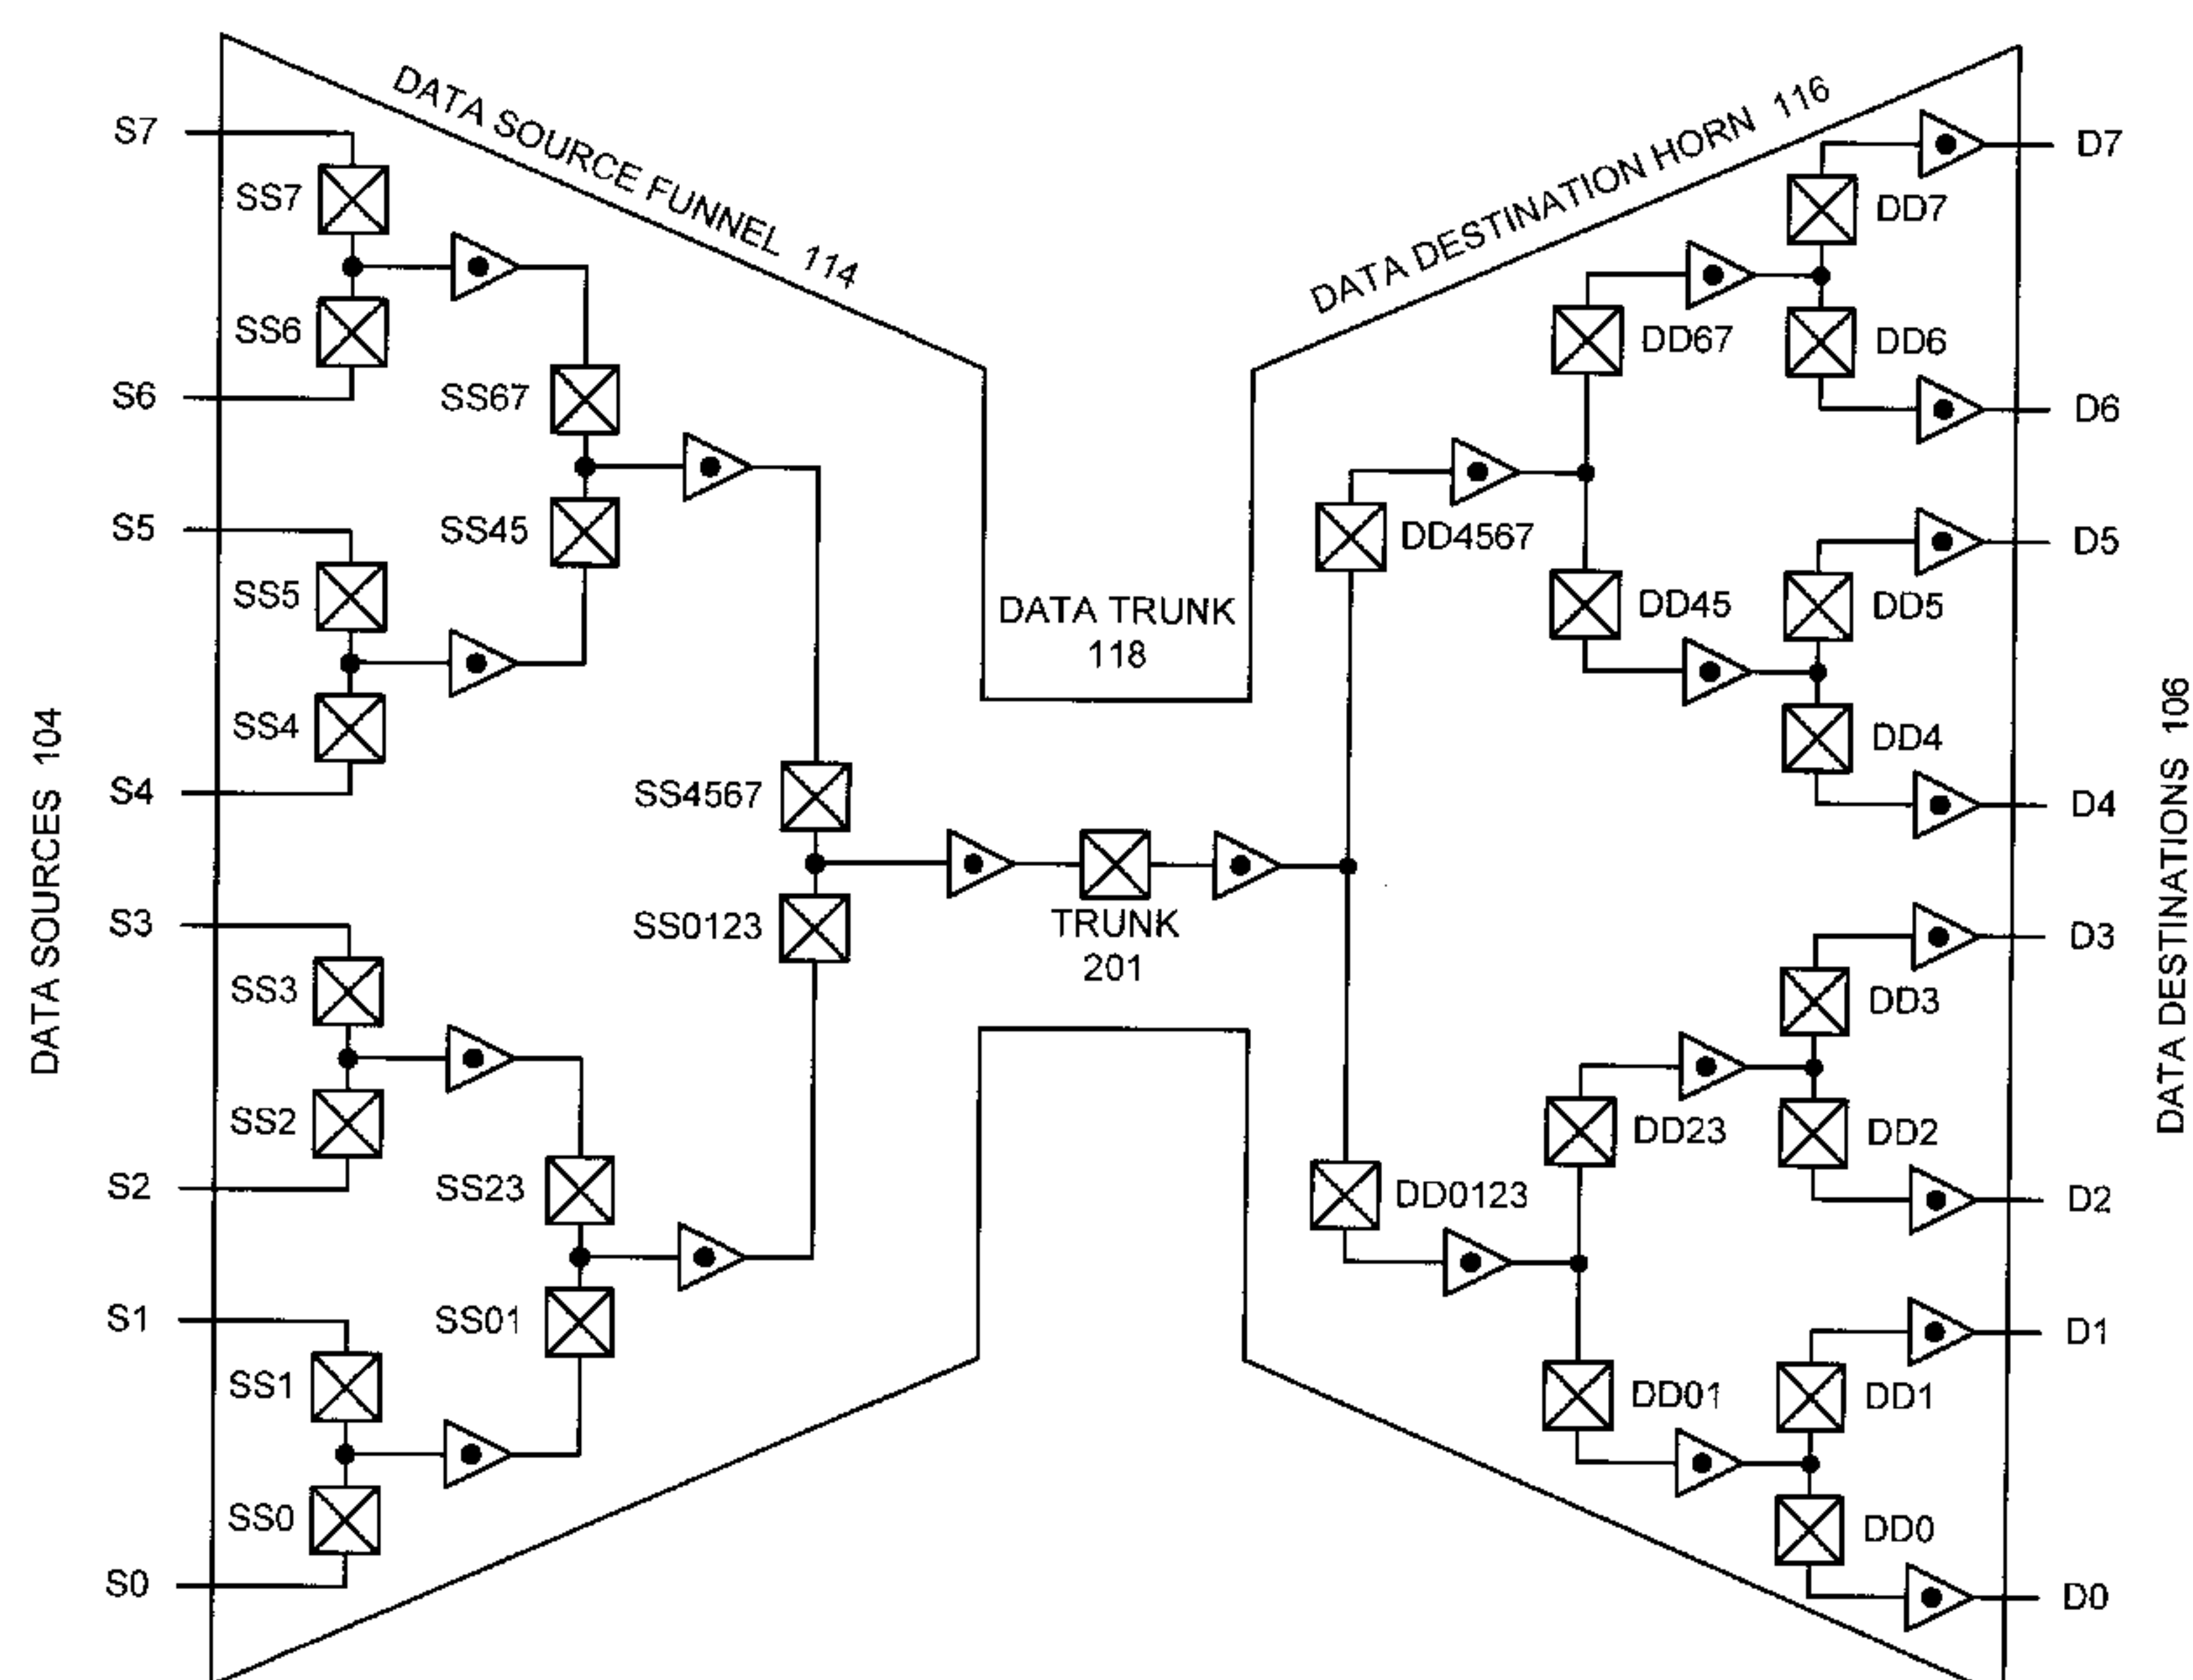 DATA SOURCE FUNNEL 114
DATA DESTINATION HORN 116
S7
SS7
SS6
S6
SS67
S5
SS45
SS5
SS4
S4
SS4567
S3
SS0123
SS3
SS2
S2
SS23
S1
SS01
SS1
SS0
S0
DATA SOURCES 104
DATA TRUNK
118
TRUNK
201
D7
DD7
DD67
DD6
D6
DD4567
D5
DD45
DD5
DD4
D4
D3
DD3
DD23
DD2
DD0123
D2
D1
DD01
DD1
DD0
D0
DATA DESTINATIONS 106